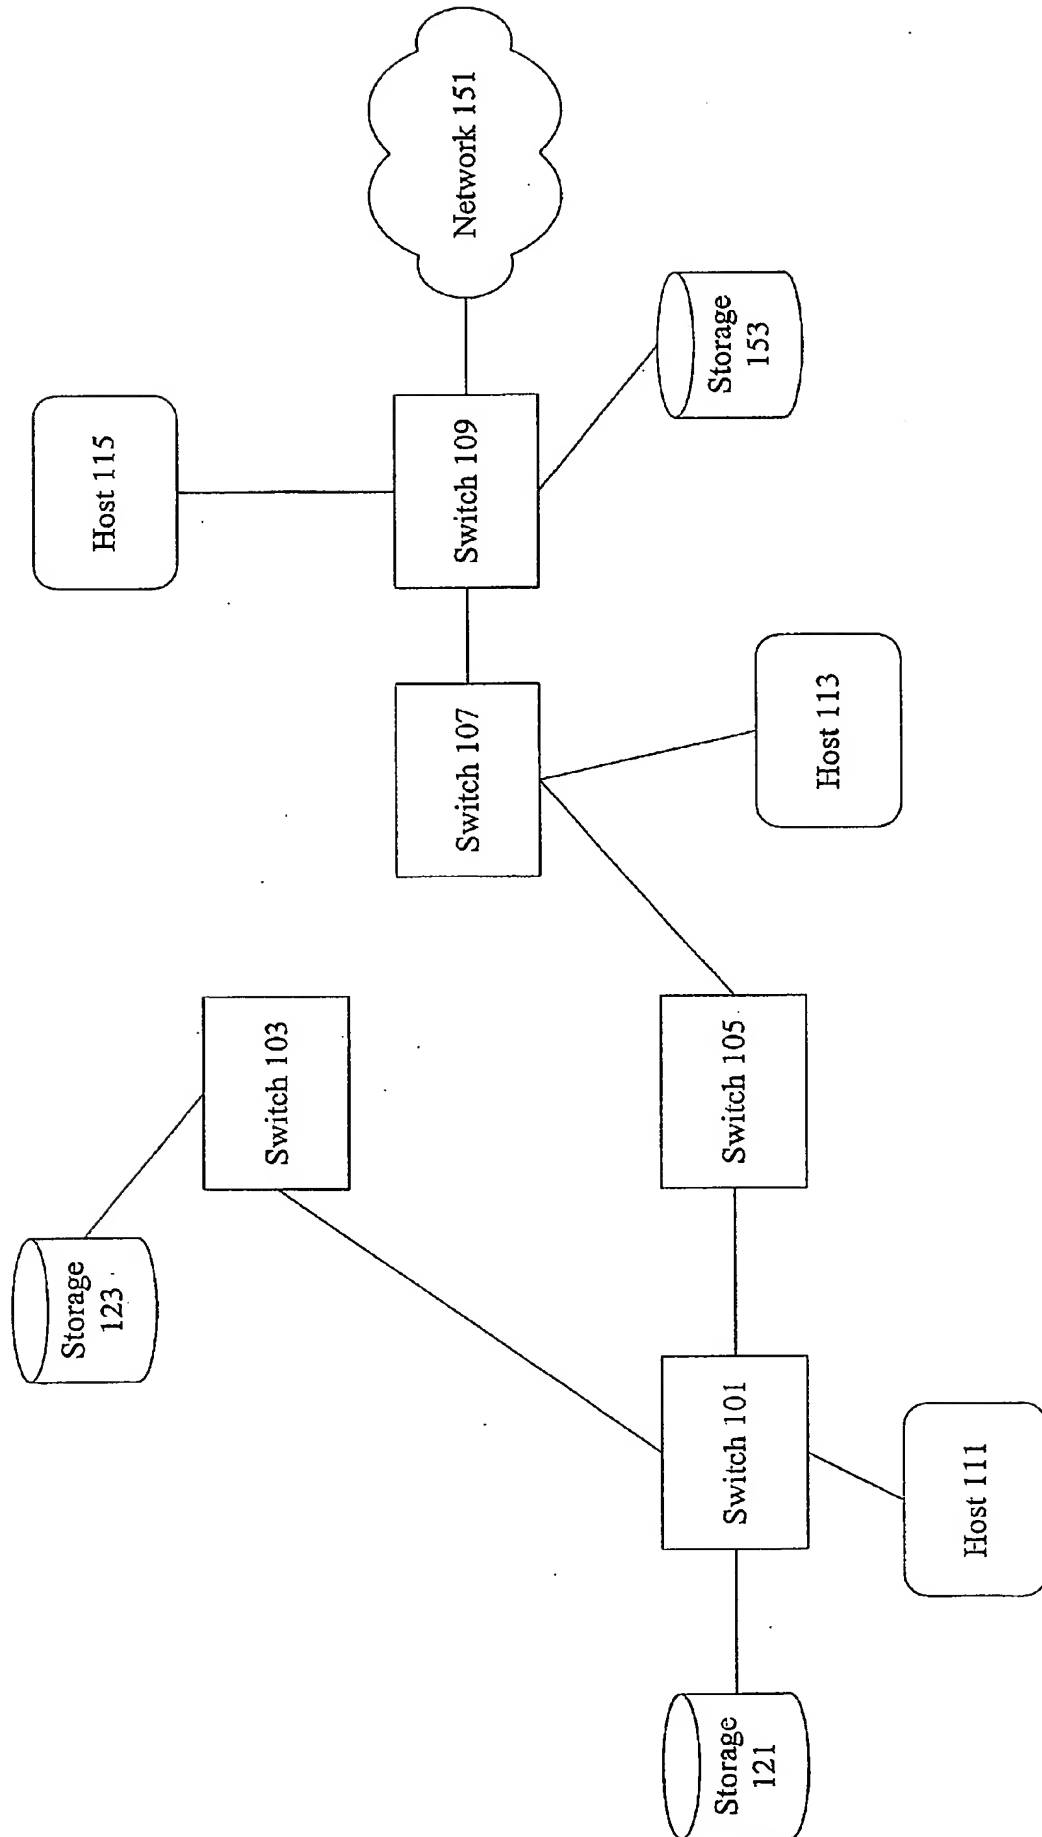 Storage
123
Switch 103
Host 115
Switch 107
Switch 109
Network 151
Storage
121
Switch 101
Switch 105
Storage
153
Host 111
Host 113